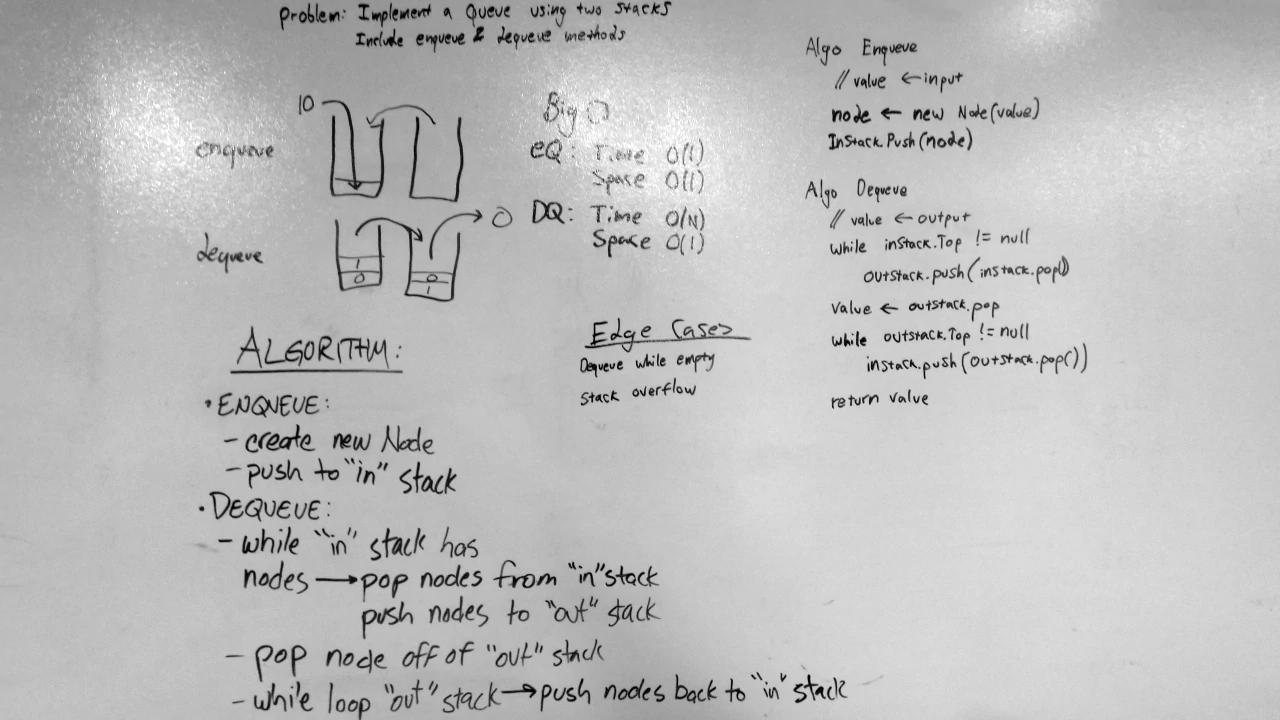 Problem: Implement a Queue using two stacks
Include enqueue & dequeue methods
10
enqueue
dequeue
0
1
0
0
1
Big O
eQ: Time O(1)
Space O(1)
DQ: Time O(N)
Space O(1)
Edge Cases
Dequeue while empty
Stack overflow
ALGORITHM:
• ENQUEUE:
- create new Node
- push to "in" stack
• DEQUEUE:
- while "in" stack has
nodes → pop nodes from "in" stack
push nodes to "out" stack
- pop node off of "out" stack
- while loop "out" stack → push nodes back to "in" stack
Algo Enqueue
// value ← input
node ← new Node(value)
InStack.Push(node)
Algo Dequeue
// value ← output
while instack.Top != null
outstack.push(instack.pop())
value ← outstack.pop
while outstack.Top != null
instack.push(outstack.pop())
return value